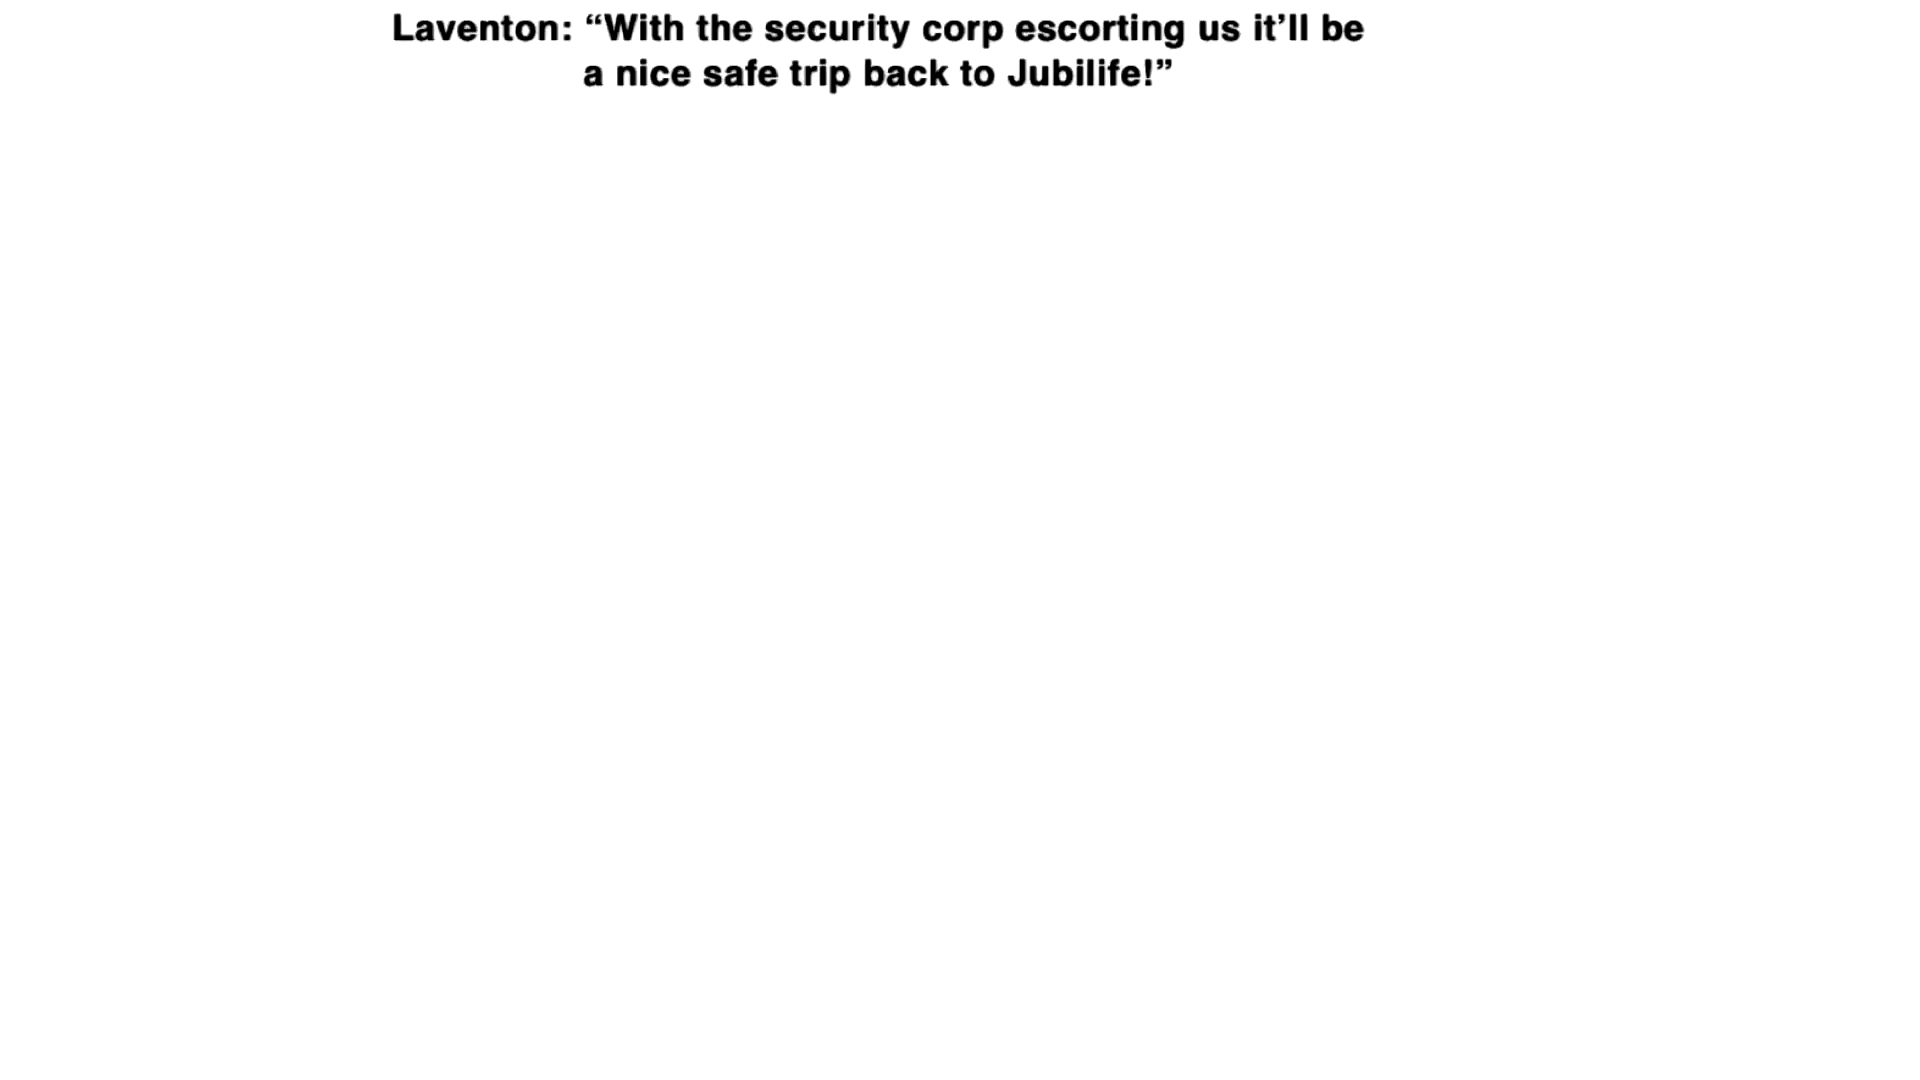 Laventon: “With the security corp escorting us it’ll be
a nice safe trip back to Jubilife!”